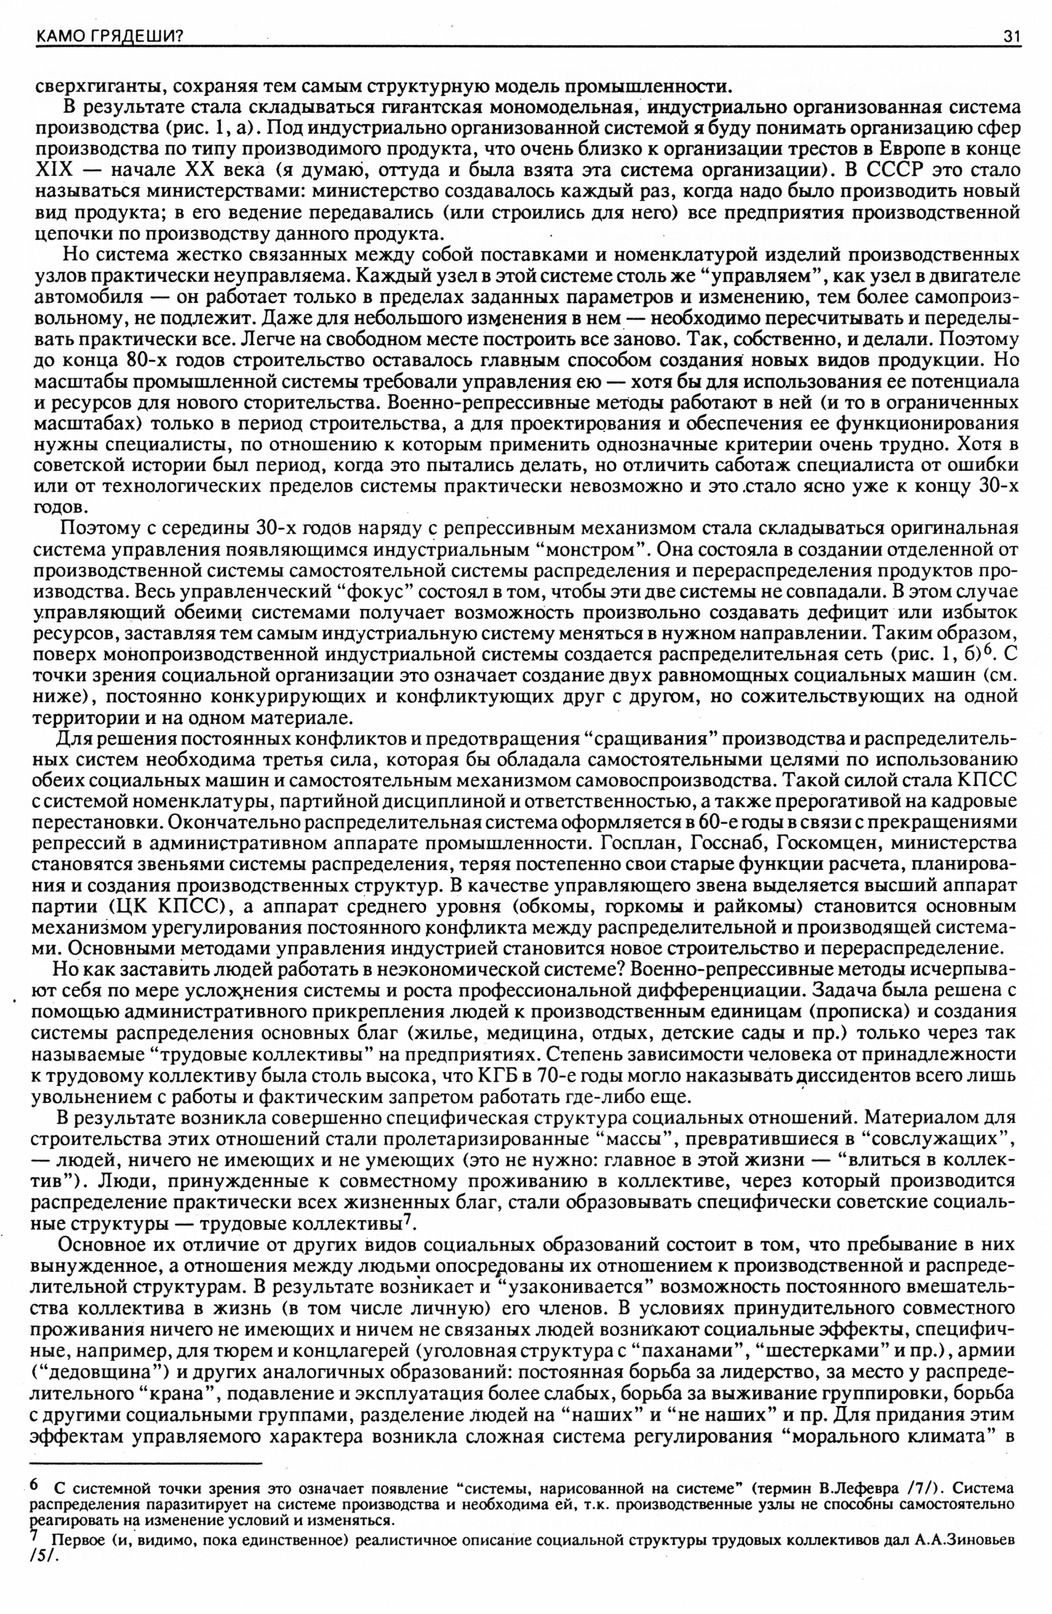 КАМО ГРЯДЕШИ? 31
сверхгиганты, сохраняя тем самым структурную модель промышленности.
В результате стала складываться гигантская мономодельная, индустриально организованная система
производства (рис. 1, а). Под индустриально организованной системой я буду понимать организацию сфер
производства по типу производимого продукта, что очень близко к организации трестов в Европе в конце
XIX — начале XX века (я думаю, оттуда и была взята эта система организации). В СССР это стало
называться министерствами: министерство создавалось каждый раз, когда надо было производить новый
вид продукта; в его ведение передавались (или строились для него) все предприятия производственной
цепочки по производству данного продукта.
Но система жестко связанных между собой поставками и номенклатурой изделий производственных
узлов практически неуправляема. Каждый узел в этой системе столь же “управляем”, как узел в двигателе
автомобиля — он работает только в пределах заданных параметров и изменению, тем более самопроиз-
вольному, не подлежит. Даже для небольшого изменения в нем — необходимо пересчитывать и переделы-
вать практически все. Легче на свободном месте построить все заново. Так, собственно, и делали. Поэтому
до конца 80-х годов строительство оставалось главным способом создания новых видов продукции. Но
масштабы промышленной системы требовали управления ею — хотя бы для использования ее потенциала
и ресурсов для нового сторительства. Военно-репрессивные методы работают в ней (и то в ограниченных
масштабах) только в период строительства, а для проектирования и обеспечения ее функционирования
нужны специалисты, по отношению к которым применить однозначные критерии очень трудно. Хотя в
советской истории был период, когда это пытались делать, но отличить саботаж специалиста от ошибки
или от технологических пределов системы практически невозможно и это стало ясно уже к концу 30-х
годов.
Поэтому с середины 30-х годов наряду с репрессивным механизмом стала складываться оригинальная
система управления появляющимся индустриальным “монстром”. Она состояла в создании отделенной от
производственной системы самостоятельной системы распределения и перераспределения продуктов про-
изводства. Весь управленческий “фокус” состоял в том, чтобы эти две системы не совпадали. В этом случае
управляющий обеими системами получает возможность произвольно создавать дефицит или избыток
ресурсов, заставляя тем самым индустриальную систему меняться в нужном направлении. Таким образом,
поверх монопроизводственной индустриальной системы создается распределительная сеть (рис. 1, б)6. С
точки зрения социальной организации это означает создание двух равномощных социальных машин (см.
ниже), постоянно конкурирующих и конфликтующих друг с другом, но сожительствующих на одной
территории и на одном материале.
Для решения постоянных конфликтов и предотвращения “сращивания” производства и распределитель-
ных систем необходима третья сила, которая бы обладала самостоятельными целями по использованию
обеих социальных машин и самостоятельным механизмом самовоспроизводства. Такой силой стала КПСС
с системой номенклатуры, партийной дисциплиной и ответственностью, а также прерогативой на кадровые
перестановки. Окончательно распределительная система оформляется в 60-е годы в связи с прекращениями
репрессий в административном аппарате промышленности. Госплан, Госснаб, Госкомцен, министерства
становятся звеньями системы распределения, теряя постепенно свои старые функции расчета, планирова-
ния и создания производственных структур. В качестве управляющего звена выделяется высший аппарат
партии (ЦК КПСС), а аппарат среднего уровня (обкомы, горкомы и райкомы) становится основным
механизмом урегулирования постоянного конфликта между распределительной и производящей система-
ми. Основными методами управления индустрией становится новое строительство и перераспределение.
Но как заставить людей работать в неэкономической системе? Военно-репрессивные методы исчерпыва-
ют себя по мере усложнения системы и роста профессиональной дифференциации. Задача была решена с
помощью административного прикрепления людей к производственным единицам (прописка) и создания
системы распределения основных благ (жилье, медицина, отдых, детские сады и пр.) только через так
называемые “трудовые коллективы” на предприятиях. Степень зависимости человека от принадлежности
к трудовому коллективу была столь высока, что КГБ в 70-е годы могло наказывать диссидентов всего лишь
увольнением с работы и фактическим запретом работать где-либо еще.
В результате возникла совершенно специфическая структура социальных отношений. Материалом для
строительства этих отношений стали пролетаризированные “массы”, превратившиеся в “совслужащих”,
— людей, ничего не имеющих и не умеющих (это не нужно: главное в этой жизни — “влиться в коллек-
тив”). Люди, принужденные к совместному проживанию в коллективе, через который производится
распределение практически всех жизненных благ, стали образовывать специфически советские социаль-
ные структуры — трудовые коллективы7.
Основное их отличие от других видов социальных образований состоит в том, что пребывание в них
вынужденное, а отношения между людьми опосредованы их отношением к производственной и распреде-
лительной структурам. В результате возникает и “узаконивается” возможность постоянного вмешатель-
ства коллектива в жизнь (в том числе личную) его членов. В условиях принудительного совместного
проживания ничего не имеющих и ничем не связаных людей возникают социальные эффекты, специфич-
ные, например, для тюрем и концлагерей (уголовная структура с “паханами”, “шестерками” и пр.), армии
(“дедовщина”) и других аналогичных образований: постоянная борьба за лидерство, за место у распреде-
лительного “крана”, подавление и эксплуатация более слабых, борьба за выживание группировки, борьба
с другими социальными группами, разделение людей на “наших” и “не наших” и пр. Для придания этим
эффектам управляемого характера возникла сложная система регулирования “морального климата” в
6 С системной точки зрения это означает появление “системы, нарисованной на системе” (термин В.Лефевра /7/). Система
распределения паразитирует на системе производства и необходима ей, т.к. производственные узлы не способны самостоятельно
реагировать на изменение условий и изменяться.
7 Первое (и, видимо, пока единственное) реалистичное описание социальной структуры трудовых коллективов дал А.А.Зиновьев
/5/.